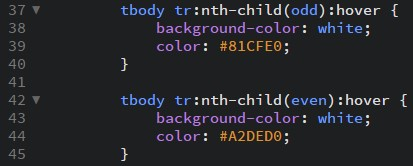 37 ▼ tbody tr:nth-child(odd):hover {
38 background-color: white;
39 color: #81CFE0;
40 }
41
42 ▼ tbody tr:nth-child(even):hover {
43 background-color: white;
44 color: #A2DED0;
45 }